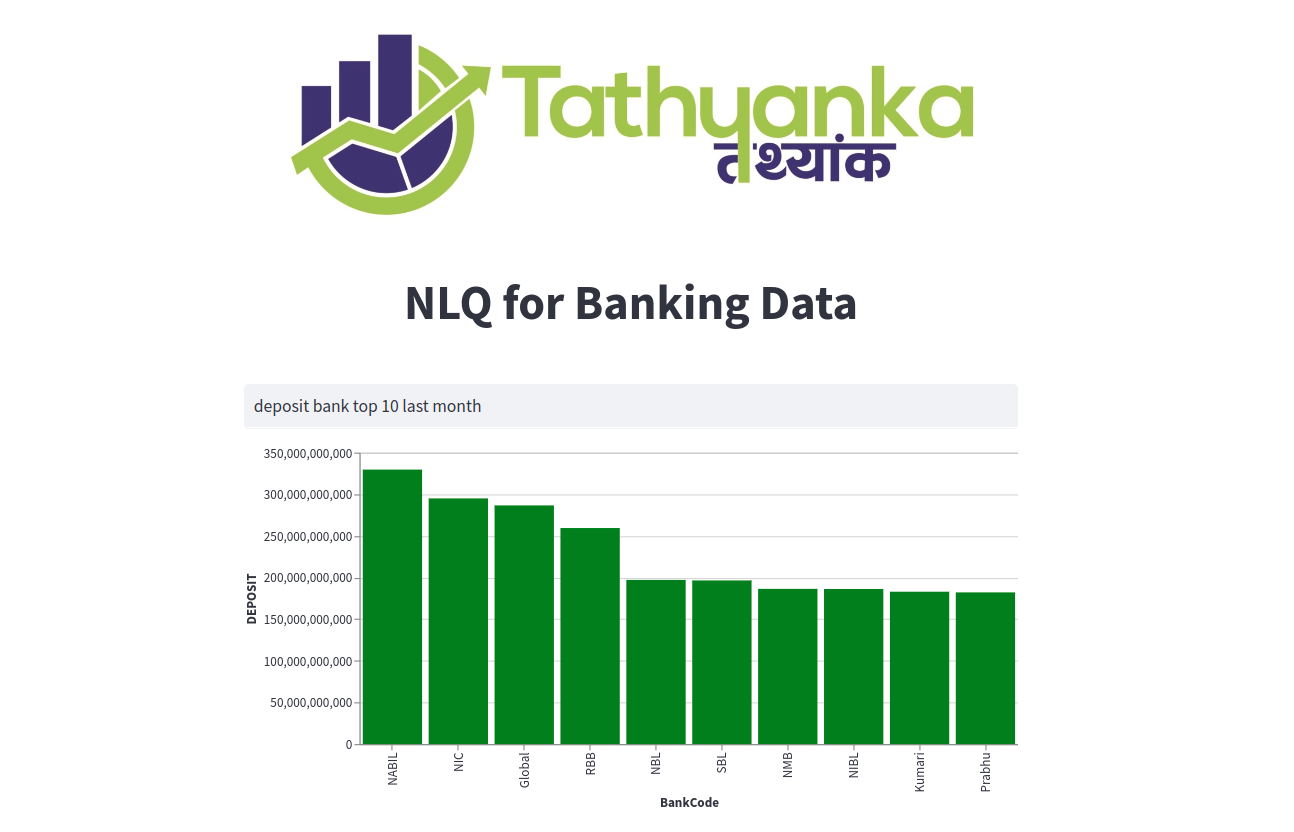 Tathyanka
तथ्यांक
NLQ for Banking Data
deposit bank top 10 last month
350,000,000,000
300,000,000,000
250,000,000,000
200,000,000,000
150,000,000,000
100,000,000,000
50,000,000,000
0
DEPOSIT
NABIL
NIC
Global
RBB
NBL
SBL
NMB
NIBL
Kumari
Prabhu
BankCode